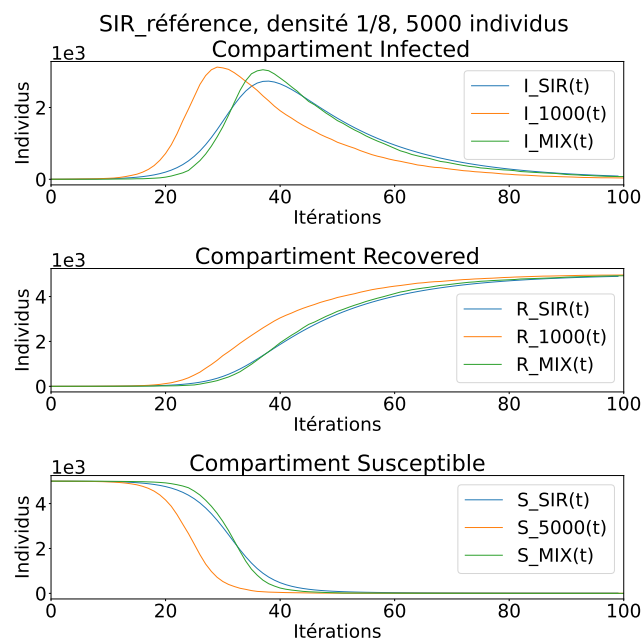 SIR_référence, densité 1/8, 5000 individus
Compartiment Infected
1e3
Individus
2
0
I_SIR(t)
I_1000(t)
I_MIX(t)
0 20 40 60 80 100
Itérations
Compartiment Recovered
1e3
Individus
4
2
0
R_SIR(t)
R_1000(t)
R_MIX(t)
0 20 40 60 80 100
Itérations
Compartiment Susceptible
1e3
Individus
4
2
0
S_SIR(t)
S_5000(t)
S_MIX(t)
0 20 40 60 80 100
Itérations